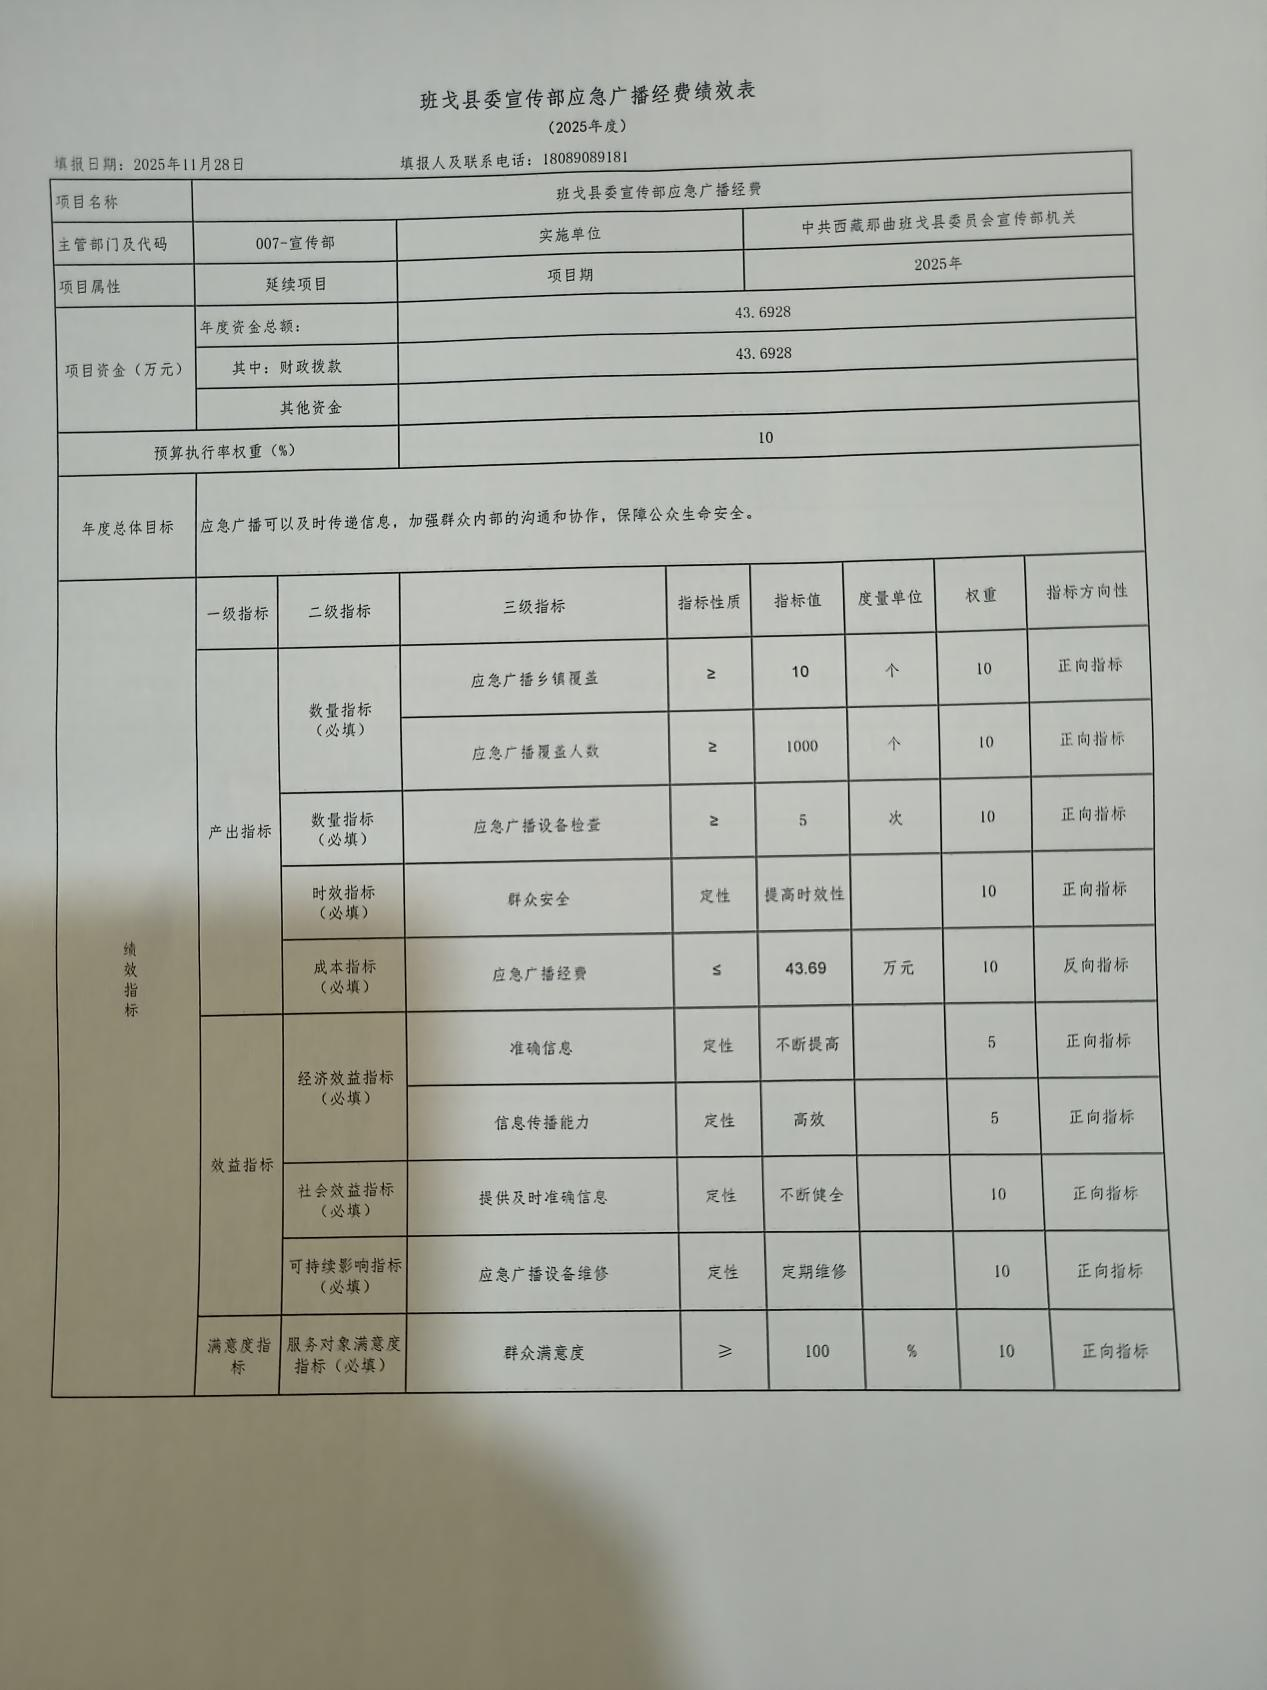 班戈县委宣传部应急广播经费绩效表
（2025年度）
填报日期：2025年11月28日 填报人及联系电话：18089089181
项目名称 班戈县委宣传部应急广播经费
主管部门及代码 007-宣传部 实施单位 中共西藏那曲班戈县委员会宣传部机关
项目属性 延续项目 项目期 2025年
项目资金（万元） 年度资金总额： 43.6928
其中：财政拨款 43.6928
其他资金
预算执行率权重（%） 10
年度总体目标 应急广播可以及时传递信息，加强群众内部的沟通和协作，保障公众生命安全。
绩效指标 一级指标 二级指标 三级指标 指标性质 指标值 度量单位 权重 指标方向性
产出指标 数量指标（必填） 应急广播乡镇覆盖 ≥ 10 个 10 正向指标
应急广播覆盖人数 ≥ 1000 个 10 正向指标
数量指标（必填） 应急广播设备检查 ≥ 5 次 10 正向指标
时效指标（必填） 群众安全 定性 提高时效性 10 正向指标
成本指标（必填） 应急广播经费 ≤ 43.69 万元 10 反向指标
效益指标 经济效益指标（必填） 准确信息 定性 不断提高 5 正向指标
信息传播能力 定性 高效 5 正向指标
社会效益指标（必填） 提供及时准确信息 定性 不断健全 10 正向指标
可持续影响指标（必填） 应急广播设备维修 定性 定期维修 10 正向指标
满意度指标 服务对象满意度指标（必填） 群众满意度 ≥ 100 % 10 正向指标